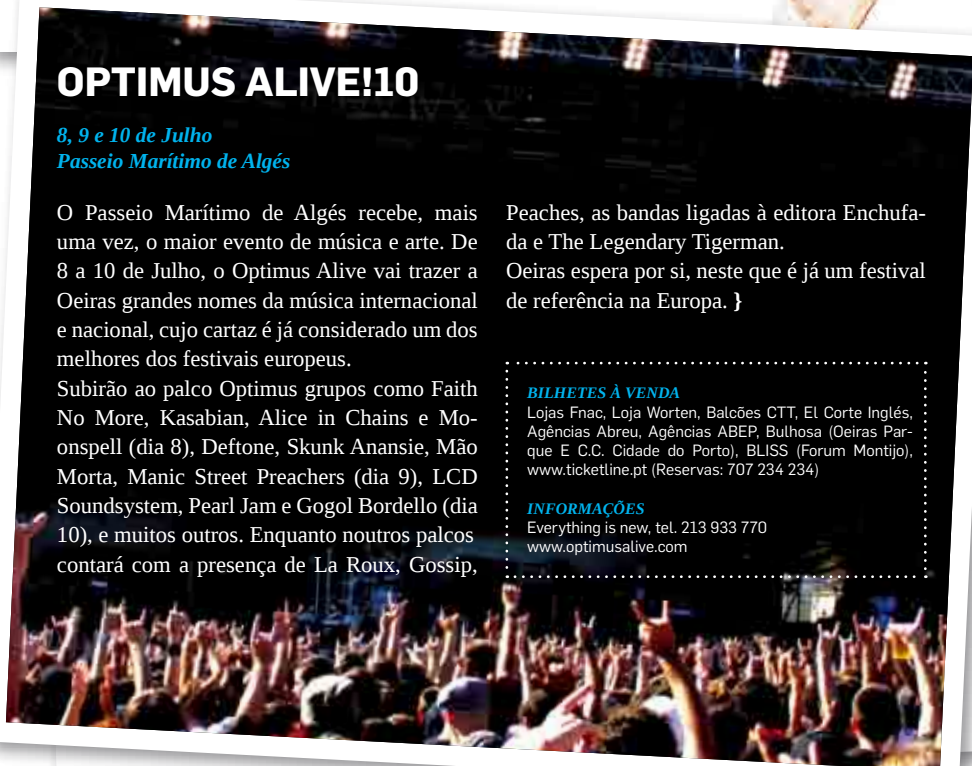 OPTIMUS ALIVE!10
8, 9 e 10 de Julho
Passeio Marítimo de Algés
O Passeio Marítimo de Algés recebe, mais
uma vez, o maior evento de música e arte. De
8 a 10 de Julho, o Optimus Alive vai trazer a
Oeiras grandes nomes da música internacional
e nacional, cujo cartaz é já considerado um dos
melhores dos festivais europeus.
Subirão ao palco Optimus grupos como Faith
No More, Kasabian, Alice in Chains e Mo-
onspell (dia 8), Deftone, Skunk Anansie, Mão
Morta, Manic Street Preachers (dia 9), LCD
Soundsystem, Pearl Jam e Gogol Bordello (dia
10), e muitos outros. Enquanto noutros palcos
contará com a presença de La Roux, Gossip,
Peaches, as bandas ligadas à editora Enchufa-
da e The Legendary Tigerman.
Oeiras espera por si, neste que é já um festival
de referência na Europa. }
BILHETES À VENDA
Lojas Fnac, Loja Worten, Balcões CTT, El Corte Inglés,
Agências Abreu, Agências ABEP, Bulhosa (Oeiras Par-
que E C.C. Cidade do Porto), BLISS (Forum Montijo),
www.ticketline.pt (Reservas: 707 234 234)
INFORMAÇÕES
Everything is new, tel. 213 933 770
www.optimusalive.com